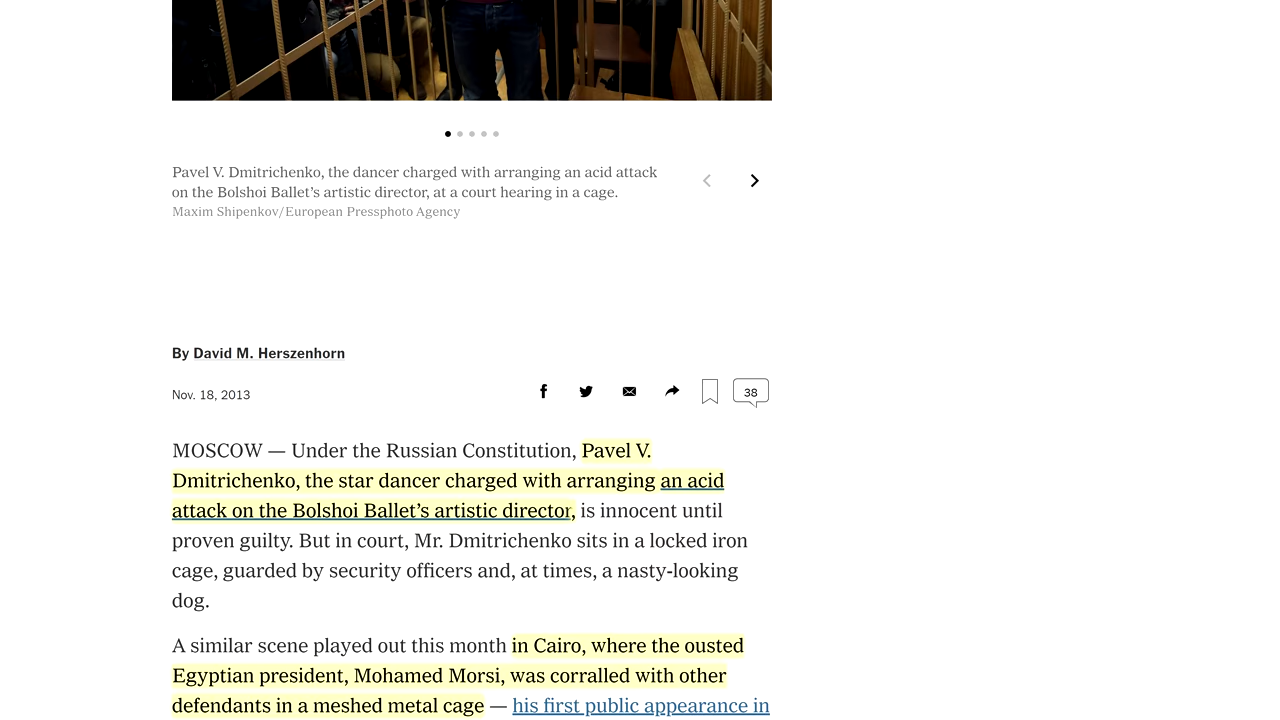 Pavel V. Dmitrichenko, the dancer charged with arranging an acid attack
on the Bolshoi Ballet’s artistic director, at a court hearing in a cage.
Maxim Shipenkov/European Pressphoto Agency
By David M. Herszenhorn
Nov. 18, 2013
38
MOSCOW — Under the Russian Constitution, Pavel V.
Dmitrichenko, the star dancer charged with arranging an acid
attack on the Bolshoi Ballet’s artistic director, is innocent until
proven guilty. But in court, Mr. Dmitrichenko sits in a locked iron
cage, guarded by security officers and, at times, a nasty-looking
dog.
A similar scene played out this month in Cairo, where the ousted
Egyptian president, Mohamed Morsi, was corralled with other
defendants in a meshed metal cage — his first public appearance in